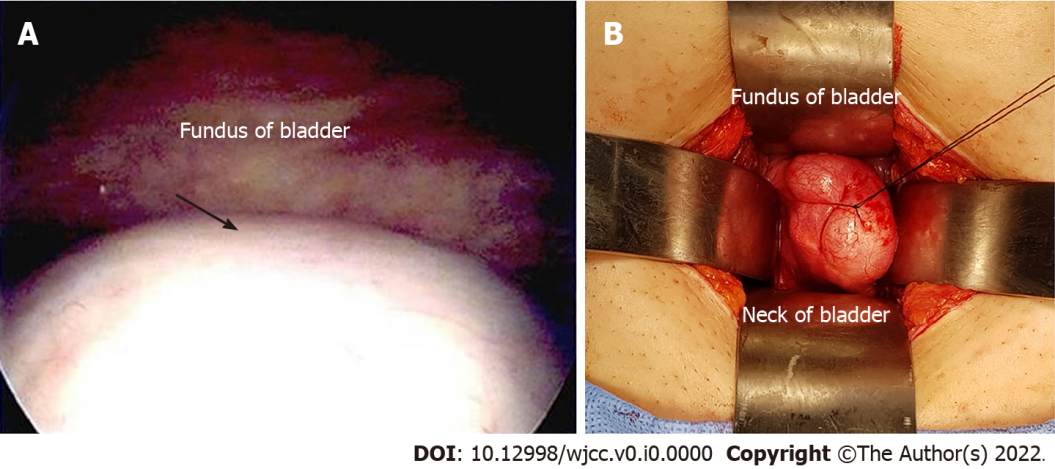 A
B
Fundus of bladder
Fundus of bladder
Neck of bladder
DOI: 10.12998/wjcc.v0.i0.0000 Copyright ©The Author(s) 2022.